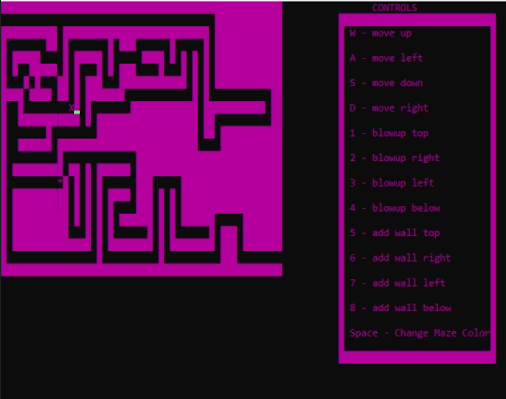 CONTROLS
W - move up
A - move left
S - move down
D - move right
1 - blowup top
2 - blowup right
3 - blowup left
4 - blowup below
5 - add wall top
6 - add wall right
7 - add wall left
8 - add wall below
Space - Change Maze Color